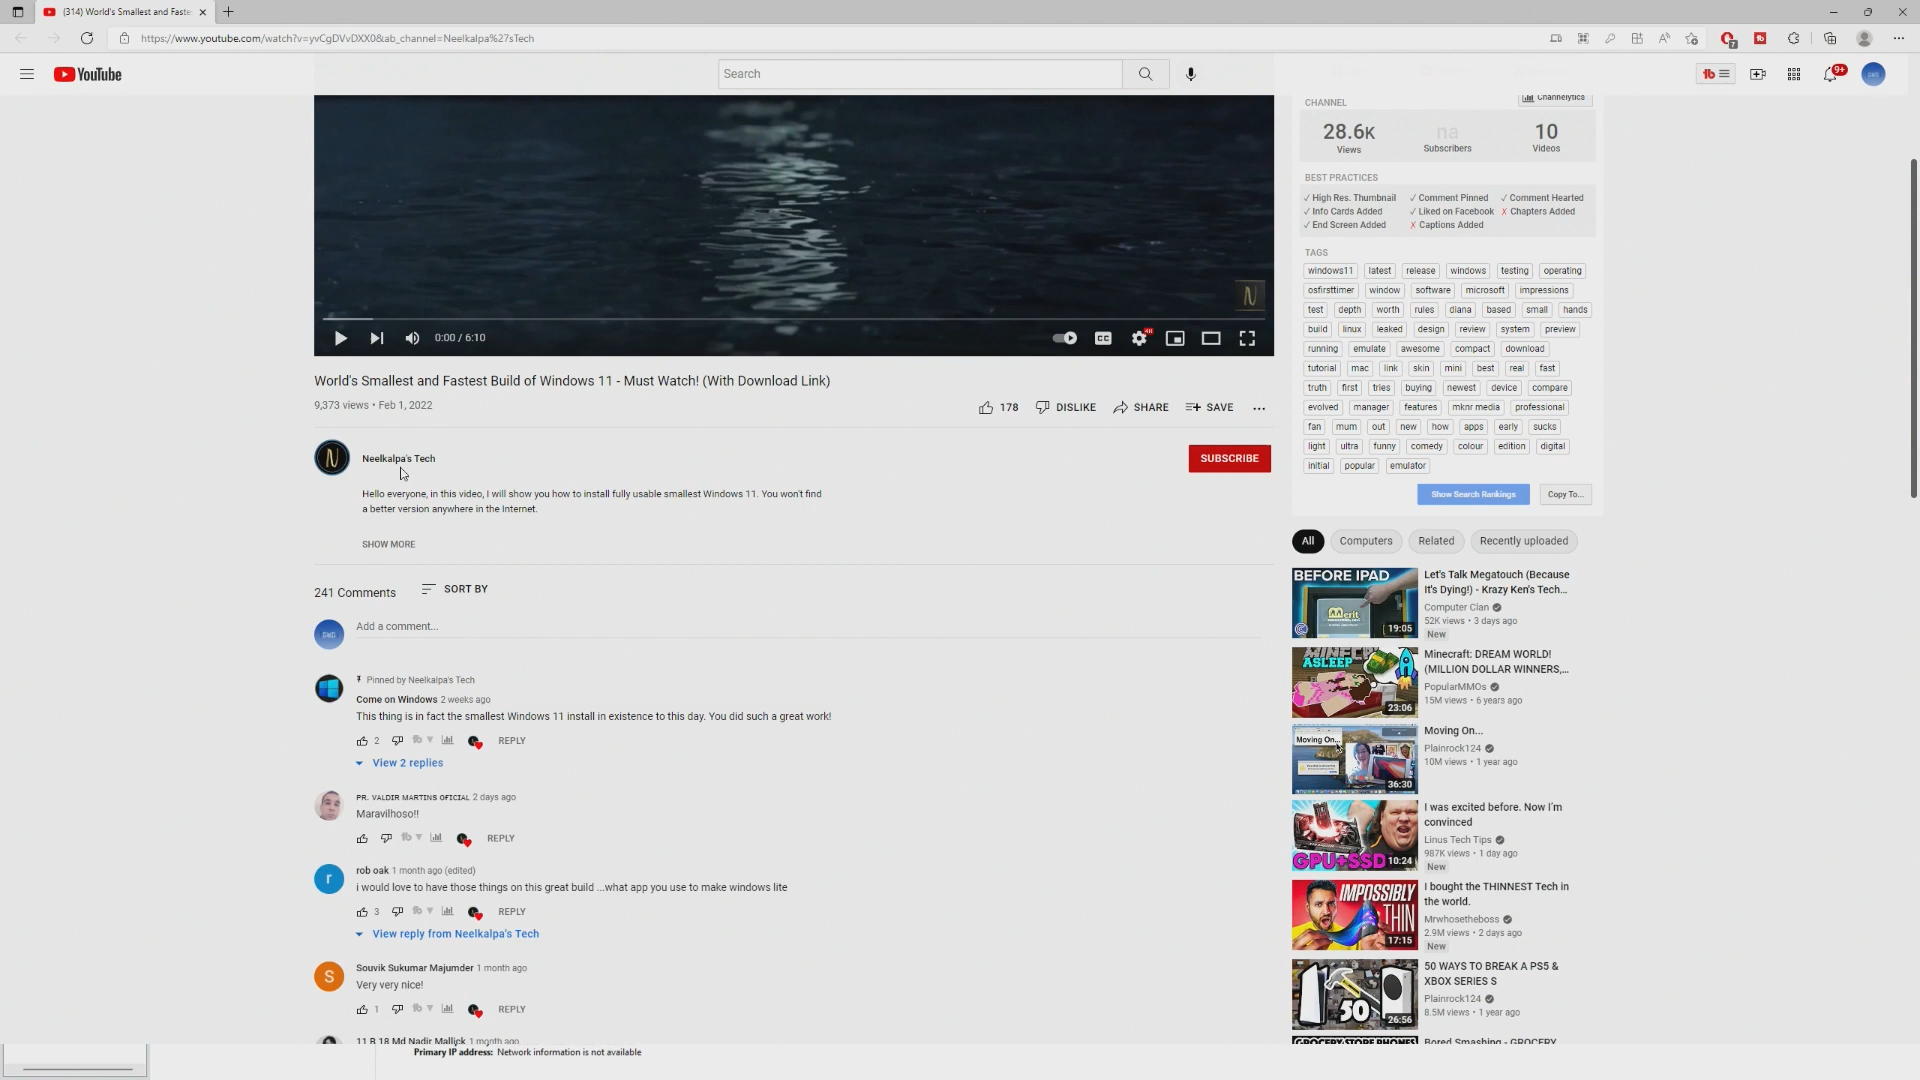 (314) World's Smallest and Faste
https://www.youtube.com/watch?v=yvCgDVvDXX0&ab_channel=Neelkalpa%27sTech
YouTube
Search
9+
CHANNEL
Channelytics
28.6K
na
10
Views
Subscribers
Videos
BEST PRACTICES
✓ High Res. Thumbnail ✓ Comment Pinned ✓ Comment Hearted
✓ Info Cards Added ✓ Liked on Facebook ✗ Chapters Added
✓ End Screen Added ✗ Captions Added
TAGS
windows11 latest release windows testing operating
osfirsttimer window software microsoft impressions
test depth worth rules diana based small hands
build linux leaked design review system preview
running emulate awesome compact download
tutorial mac link skin mini best real fast
truth first tries buying newest device compare
evolved manager features mknr media professional
fan mum out new how apps early sucks
light ultra funny comedy colour edition digital
initial popular emulator
Show Search Rankings Copy To...
0:00 / 6:10
World's Smallest and Fastest Build of Windows 11 - Must Watch! (With Download Link)
9,373 views • Feb 1, 2022
178 DISLIKE SHARE SAVE ...
Neelkalpa's Tech
SUBSCRIBE
Hello everyone, in this video, I will show you how to install fully usable smallest Windows 11. You won't find
a better version anywhere in the Internet.
SHOW MORE
241 Comments SORT BY
Add a comment...
Pinned by Neelkalpa's Tech
Come on Windows 2 weeks ago
This thing is in fact the smallest Windows 11 install in existence to this day. You did such a great work!
2 REPLY
View 2 replies
PR. VALDIR MARTINS OFICIAL 2 days ago
Maravilhoso!!
REPLY
rob oak 1 month ago (edited)
i would love to have those things on this great build ...what app you use to make windows lite
3 REPLY
View reply from Neelkalpa's Tech
S
Souvik Sukumar Majumder 1 month ago
Very very nice!
1 REPLY
11 B 18 Md Nadir Mallick 1 month ago
All Computers Related Recently uploaded
BEFORE IPAD
Merit
19:05
Let's Talk Megatouch (Because
It's Dying!) - Krazy Ken's Tech...
Computer Clan
52K views • 3 days ago
New
MINECRAFT
ASLEEP
23:06
Minecraft: DREAM WORLD!
(MILLION DOLLAR WINNERS,...
PopularMMOs
15M views • 6 years ago
Moving On...
36:30
Moving On...
Plainrock124
10M views • 1 year ago
GPU+SSD
10:24
I was excited before. Now I'm
convinced
Linus Tech Tips
987K views • 1 day ago
New
IMPOSSIBLY
THIN
17:15
I bought the THINNEST Tech in
the world.
Mrwhosetheboss
2.9M views • 2 days ago
New
50
26:56
50 WAYS TO BREAK A PS5 &
XBOX SERIES S
Plainrock124
8.5M views • 1 year ago
GROCERY STORE PHONES
Bored Smashing - GROCERY
Primary IP address: Network information is not available